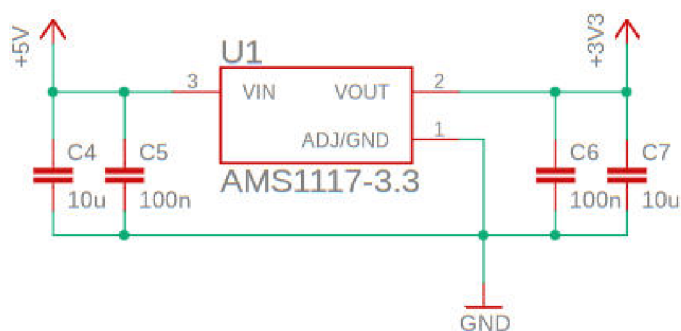 +5V
+3V3
U1
3
VIN
VOUT
2
ADJ/GND
1
C4
C5
C6
C7
AMS1117-3.3
10u
100n
100n
10u
GND